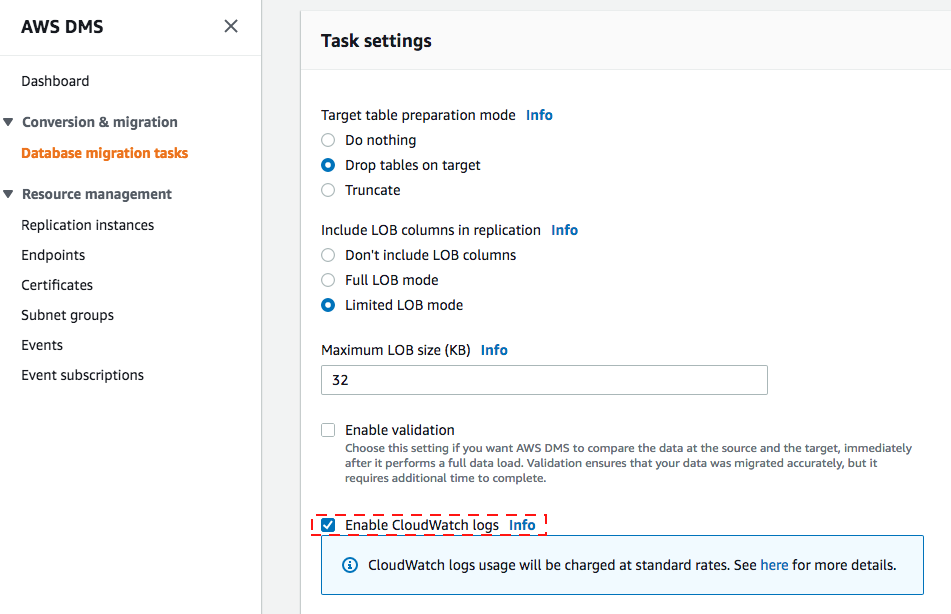 AWS DMS
Dashboard
Conversion & migration
Database migration tasks
Resource management
Replication instances
Endpoints
Certificates
Subnet groups
Events
Event subscriptions
Task settings
Target table preparation mode Info
Do nothing
Drop tables on target
Truncate
Include LOB columns in replication Info
Don't include LOB columns
Full LOB mode
Limited LOB mode
Maximum LOB size (KB) Info
32
Enable validation
Choose this setting if you want AWS DMS to compare the data at the source and the target, immediately
after it performs a full data load. Validation ensures that your data was migrated accurately, but it
requires additional time to complete.
Enable CloudWatch logs Info
CloudWatch logs usage will be charged at standard rates. See here for more details.